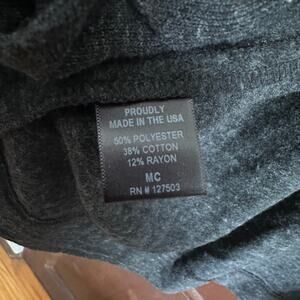 PROUDLY
MADE IN THE USA
50% POLYESTER
38% COTTON
12% RAYON
MC
RN # 127503